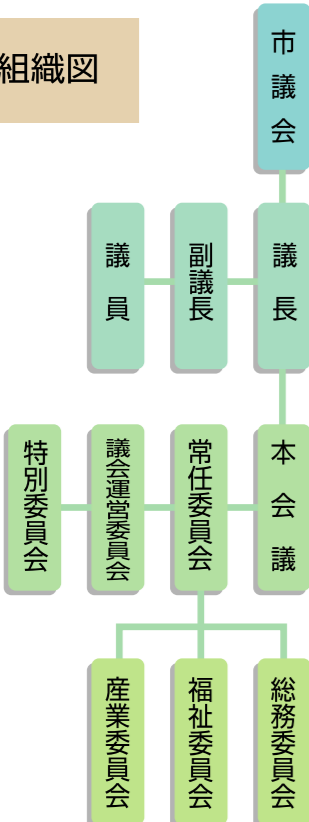 組織図
市議会
議長
副議長
議員
本会議
常任委員会
議会運営委員会
特別委員会
総務委員会
福祉委員会
産業委員会